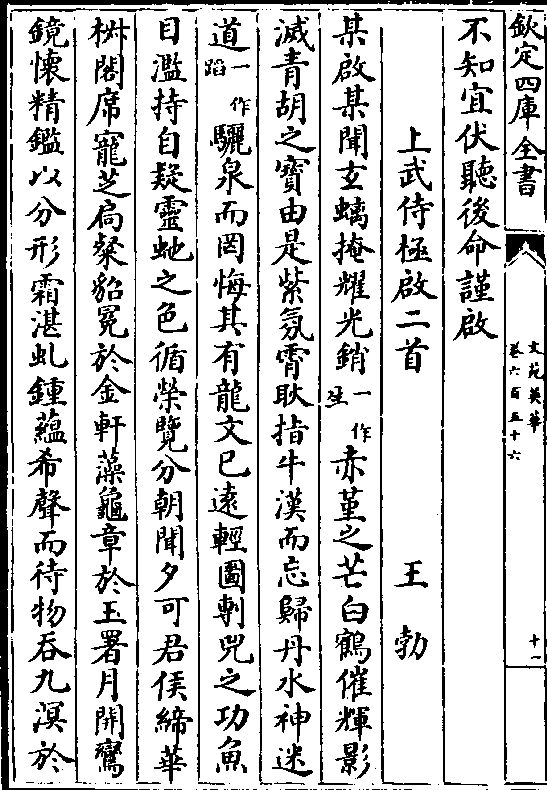 欽定四庫全書
文苑英華
卷六百五十六
十一
不知宜伏聽後命謹啟
上武侍極啟二首 王勃
某啟某聞玄螭掩耀光銷一作赤堇之芒白鶴催輝影
滅青胡之寶由是紫氛霄耿指牛漢而忘歸丹水神迷
道一作蹈驪泉而罔悔其有龍文已遠輕圖剸兕之功魚
目濫持自疑靈虵之色循榮覽分朝聞夕可君侯締華
椒閣席寵芝扃粲貂冕於金軒藻龜章於玉署月開鸞
鏡懷精鑑以分形霜湛虬鍾蘊希聲而待物吞九溟於